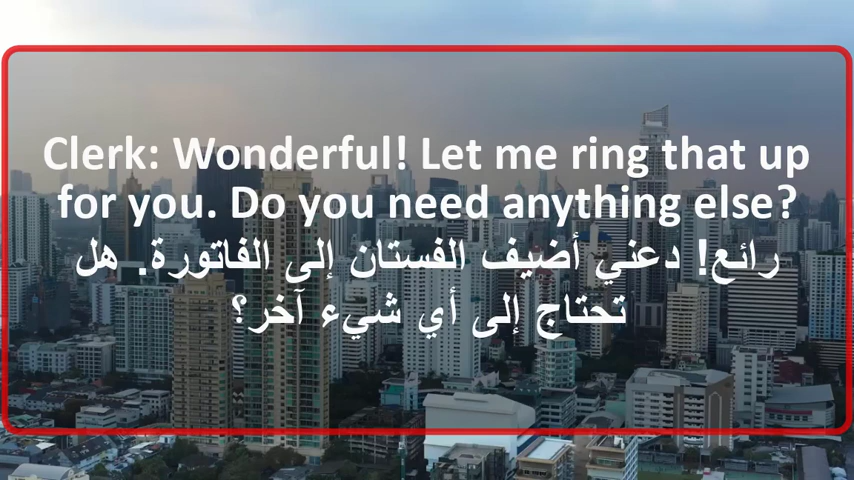 Clerk: Wonderful! Let me ring that up
for you. Do you need anything else?
رائع! دعني أضيف الفستان إلى الفاتورة. هل
تحتاج إلى أي شيء آخر؟